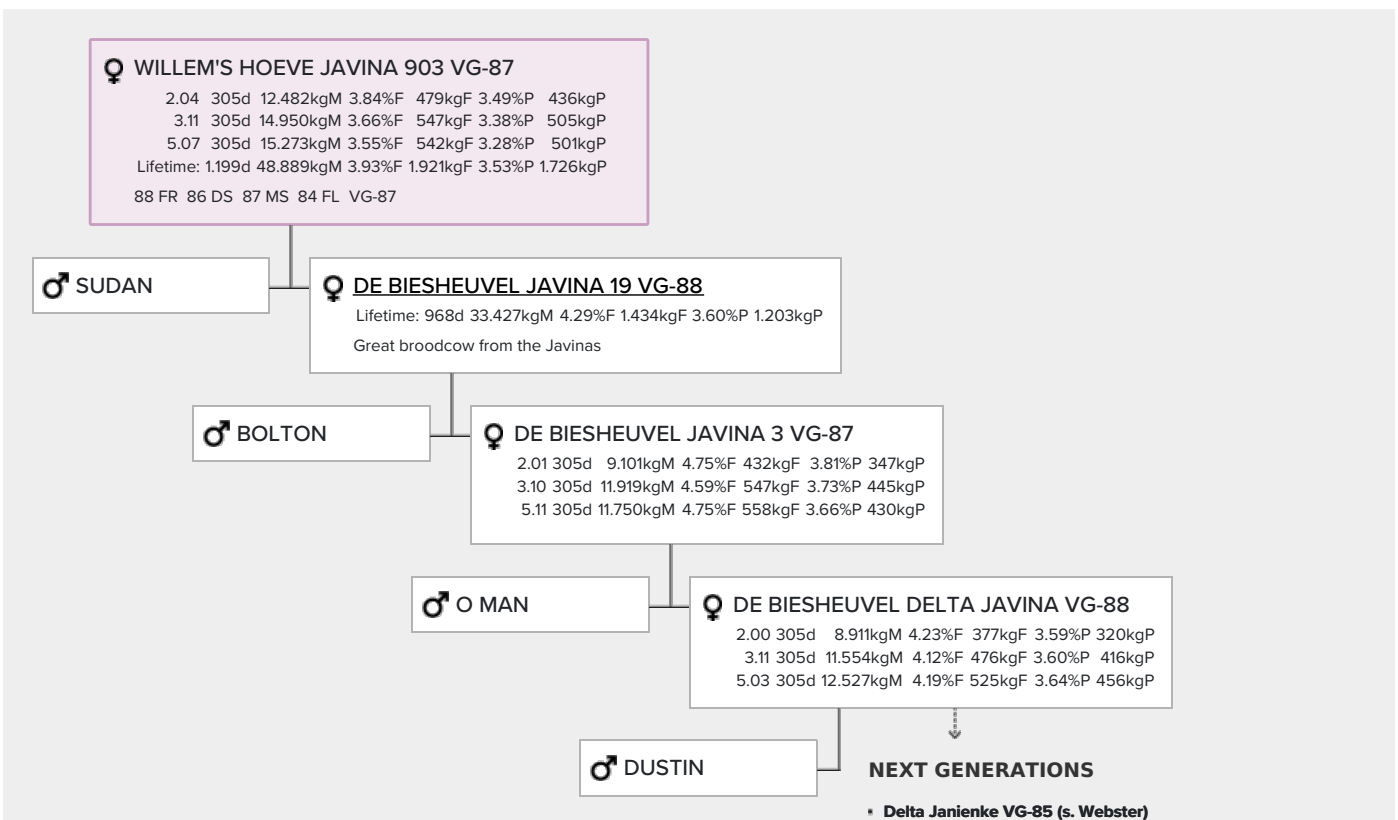 WILLEM'S HOEVE JAVINA 903 VG-87
2.04 305d 12.482kgM 3.84%F 479kgF 3.49%P 436kgP
3.11 305d 14.950kgM 3.66%F 547kgF 3.38%P 505kgP
5.07 305d 15.273kgM 3.55%F 542kgF 3.28%P 501kgP
Lifetime: 1.199d 48.889kgM 3.93%F 1.921kgF 3.53%P 1.726kgP
88 FR 86 DS 87 MS 84 FL VG-87
SUDAN
DE BIESHEUVEL JAVINA 19 VG-88
Lifetime: 968d 33.427kgM 4.29%F 1.434kgF 3.60%P 1.203kgP
Great broodcow from the Javinas
BOLTON
DE BIESHEUVEL JAVINA 3 VG-87
2.01 305d 9.101kgM 4.75%F 432kgF 3.81%P 347kgP
3.10 305d 11.919kgM 4.59%F 547kgF 3.73%P 445kgP
5.11 305d 11.750kgM 4.75%F 558kgF 3.66%P 430kgP
O MAN
DE BIESHEUVEL DELTA JAVINA VG-88
2.00 305d 8.911kgM 4.23%F 377kgF 3.59%P 320kgP
3.11 305d 11.554kgM 4.12%F 476kgF 3.60%P 416kgP
5.03 305d 12.527kgM 4.19%F 525kgF 3.64%P 456kgP
DUSTIN
NEXT GENERATIONS
▪ Delta Janienke VG-85 (s. Webster)